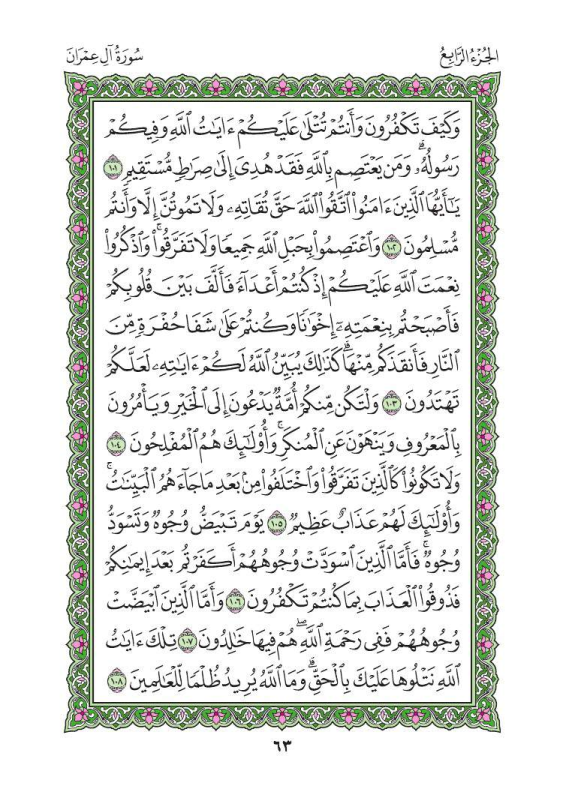 الجُزْءُ الرَّابِعُ
سُورَةُ آلِ عِمْرَانَ
وَكَيْفَ تَكْفُرُونَ وَأَنتُمْ تُتْلَىٰ عَلَيْكُمْ ءَايَٰتُ ٱللَّهِ وَفِيكُمْ
رَسُولُهُۥۗ وَمَن يَعْتَصِم بِٱللَّهِ فَقَدْ هُدِىَ إِلَىٰ صِرَٰطٍ مُّسْتَقِيمٍ ١٠١
يَٰٓأَيُّهَا ٱلَّذِينَ ءَامَنُوا۟ ٱتَّقُوا۟ ٱللَّهَ حَقَّ تُقَاتِهِۦ وَلَا تَمُوتُنَّ إِلَّا وَأَنتُم
مُّسْلِمُونَ ١٠٢ وَٱعْتَصِمُوا۟ بِحَبْلِ ٱللَّهِ جَمِيعًا وَلَا تَفَرَّقُوا۟ۚ وَٱذْكُرُوا۟
نِعْمَتَ ٱللَّهِ عَلَيْكُمْ إِذْ كُنتُمْ أَعْدَآءً فَأَلَّفَ بَيْنَ قُلُوبِكُمْ
فَأَصْبَحْتُم بِنِعْمَتِهِۦٓ إِخْوَٰنًا وَكُنتُمْ عَلَىٰ شَفَا حُفْرَةٍ مِّنَ
ٱلنَّارِ فَأَنقَذَكُم مِّنْهَاۗ كَذَٰلِكَ يُبَيِّنُ ٱللَّهُ لَكُمْ ءَايَٰتِهِۦ لَعَلَّكُمْ
تَهْتَدُونَ ١٠٣ وَلْتَكُن مِّنكُمْ أُمَّةٌ يَدْعُونَ إِلَى ٱلْخَيْرِ وَيَأْمُرُونَ
بِٱلْمَعْرُوفِ وَيَنْهَوْنَ عَنِ ٱلْمُنكَرِۚ وَأُو۟لَٰٓئِكَ هُمُ ٱلْمُفْلِحُونَ ١٠٤
وَلَا تَكُونُوا۟ كَٱلَّذِينَ تَفَرَّقُوا۟ وَٱخْتَلَفُوا۟ مِنۢ بَعْدِ مَا جَآءَهُمُ ٱلْبَيِّنَٰتُۚ
وَأُو۟لَٰٓئِكَ لَهُمْ عَذَابٌ عَظِيمٌ ١٠٥ يَوْمَ تَبْيَضُّ وُجُوهٌ وَتَسْوَدُّ
وُجُوهٌۚ فَأَمَّا ٱلَّذِينَ ٱسْوَدَّتْ وُجُوهُهُمْ أَكَفَرْتُم بَعْدَ إِيمَٰنِكُمْ
فَذُوقُوا۟ ٱلْعَذَابَ بِمَا كُنتُمْ تَكْفُرُونَ ١٠٦ وَأَمَّا ٱلَّذِينَ ٱبْيَضَّتْ
وُجُوهُهُمْ فَفِى رَحْمَةِ ٱللَّهِۖ هُمْ فِيهَا خَٰلِدُونَ ١٠٧ تِلْكَ ءَايَٰتُ
ٱللَّهِ نَتْلُوهَا عَلَيْكَ بِٱلْحَقِّۗ وَمَا ٱللَّهُ يُرِيدُ ظُلْمًا لِّلْعَٰلَمِينَ ١٠٨
٦٣